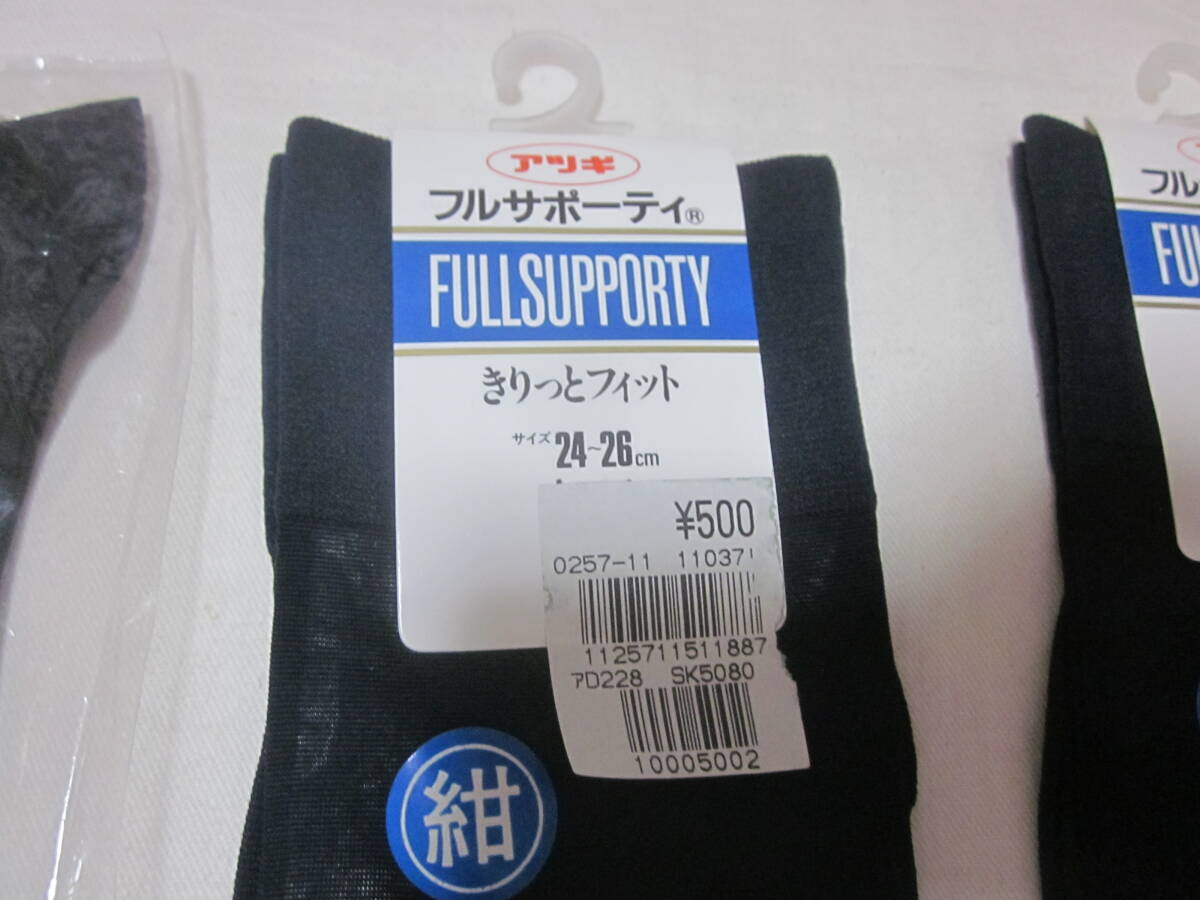 アツギ
フルサポーティ®
FULLSUPPORTY
きりっとフィット
サイズ 24~26cm
¥500
0257-11 11037
1125711511887
アD228 SK5080
10005002
紺
フル
FU